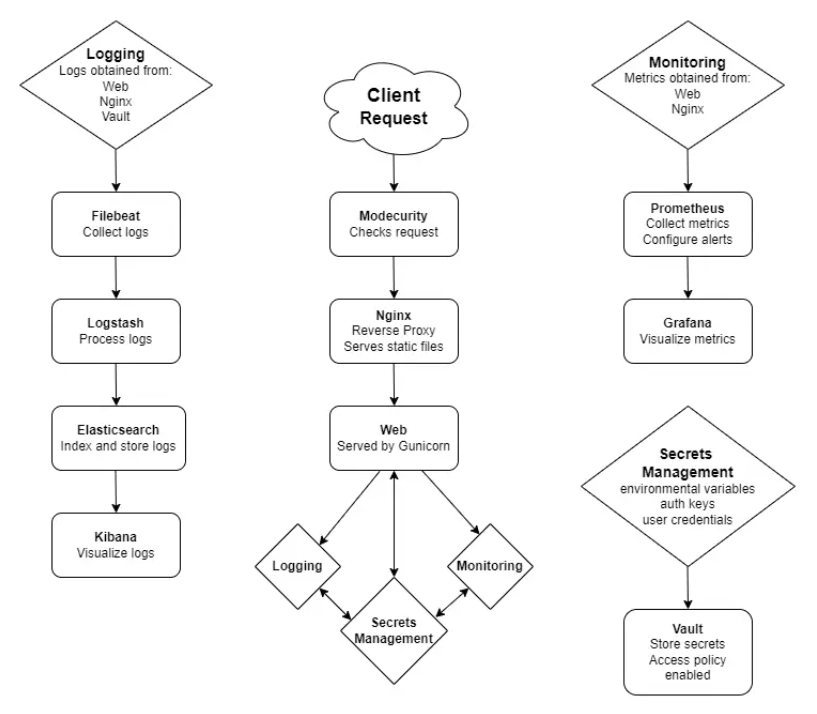 Logging
Logs obtained from:
Web
Nginx
Vault
Filebeat
Collect logs
Logstash
Process logs
Elasticsearch
Index and store logs
Kibana
Visualize logs
Client
Request
Modecurity
Checks request
Nginx
Reverse Proxy
Serves static files
Web
Served by Gunicorn
Logging
Monitoring
Secrets
Management
Monitoring
Metrics obtained from:
Web
Nginx
Prometheus
Collect metrics
Configure alerts
Grafana
Visualize metrics
Secrets
Management
environmental variables
auth keys
user credentials
Vault
Store secrets
Access policy
enabled